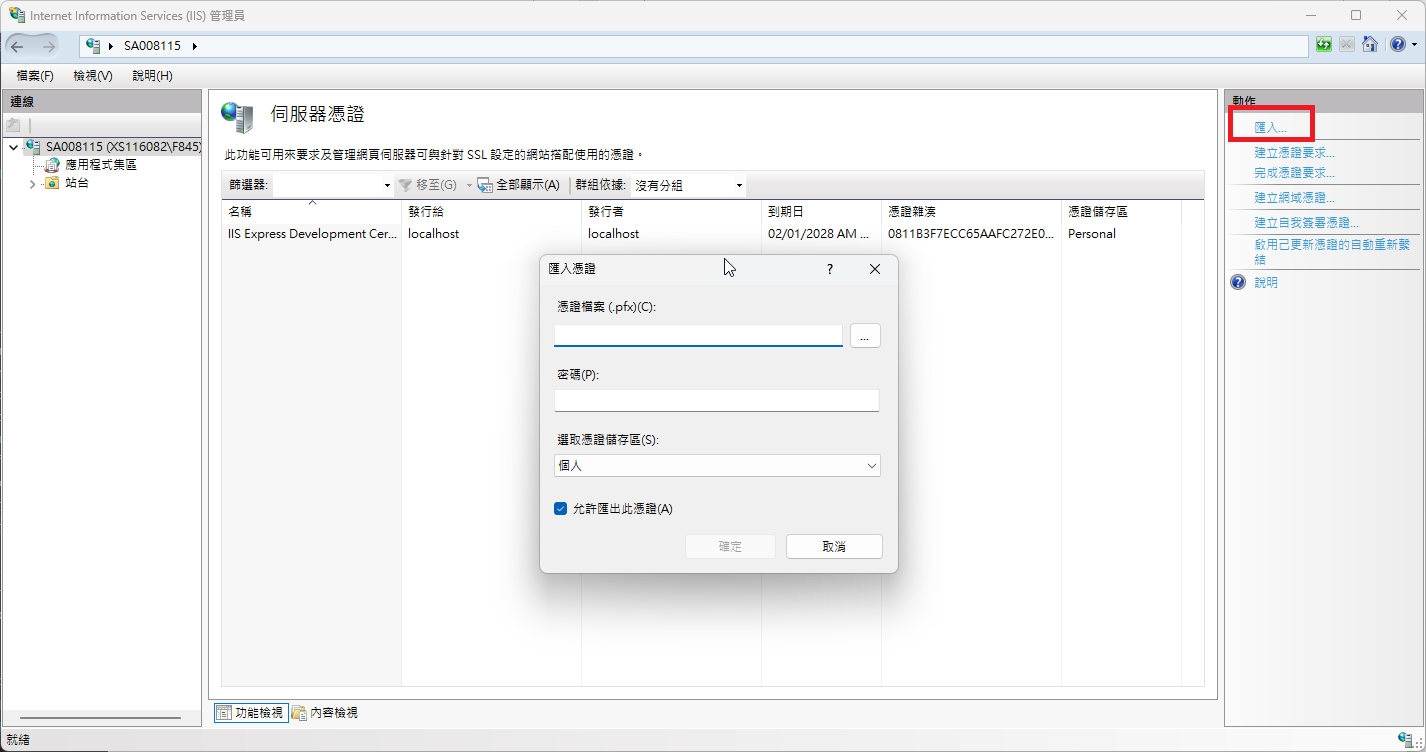 Internet Information Services (IIS) 管理員
SA008115
檔案(F) 檢視(V) 說明(H)
連線
SA008115 (XS116082\F845)
應用程式集區
站台
伺服器憑證
此功能可用來要求及管理網頁伺服器可與針對 SSL 設定的網站搭配使用的憑證。
篩選器: 移至(G) 全部顯示(A) 群組依據: 沒有分組
名稱 發行給 發行者 到期日 憑證雜湊 憑證儲存區
IIS Express Development Cer... localhost localhost 02/01/2028 AM ... 0811B3F7ECC65AAFC272E0... Personal
匯入憑證 ?
憑證檔案 (.pfx)(C):
...
密碼(P):
選取憑證儲存區(S):
個人
允許匯出此憑證(A)
確定 取消
功能檢視 內容檢視
動作
匯入...
建立憑證要求...
完成憑證要求...
建立網域憑證...
建立自我簽署憑證...
啟用已更新憑證的自動重新繫
結
說明
就緒